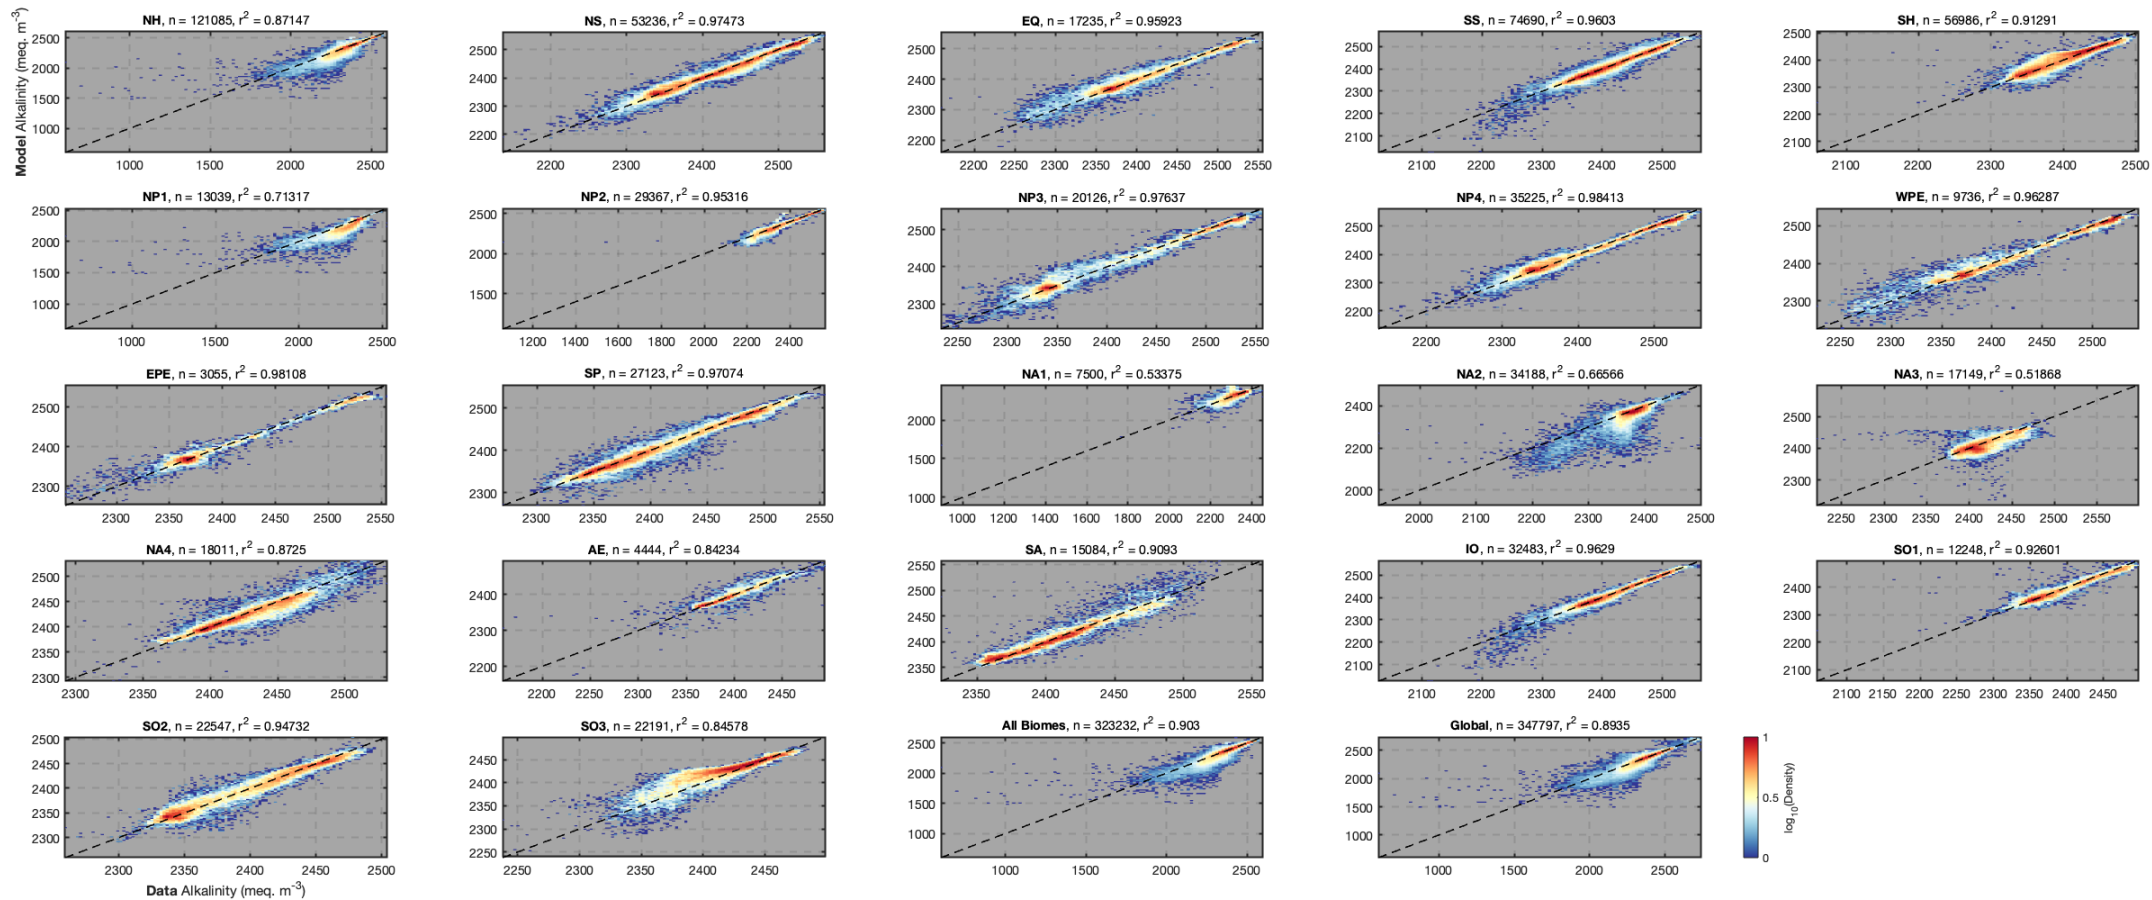 NH, n = 121085, r² = 0.87147
NS, n = 53236, r² = 0.97473
EQ, n = 17235, r² = 0.95923
SS, n = 74690, r² = 0.9603
SH, n = 56986, r² = 0.91291
Model Alkalinity (meq. m⁻³)
2500
2000
1500
1000
1000 1500 2000 2500
2500
2400
2300
2200
2200 2300 2400 2500
2500
2400
2300
2200
2200 2250 2300 2350 2400 2450 2500 2550
2500
2400
2300
2200
2100
2100 2200 2300 2400 2500
2500
2400
2300
2200
2100
2100 2200 2300 2400 2500
NP1, n = 13039, r² = 0.71317
NP2, n = 29367, r² = 0.95316
NP3, n = 20126, r² = 0.97637
NP4, n = 35225, r² = 0.98413
WPE, n = 9736, r² = 0.96287
2500
2000
1500
1000
1000 1500 2000 2500
2500
2000
1500
1200 1400 1600 1800 2000 2200 2400
2500
2400
2300
2250 2300 2350 2400 2450 2500 2550
2500
2400
2300
2200
2200 2300 2400 2500
2500
2400
2300
2250 2300 2350 2400 2450 2500
EPE, n = 3055, r² = 0.98108
SP, n = 27123, r² = 0.97074
NA1, n = 7500, r² = 0.53375
NA2, n = 34188, r² = 0.66566
NA3, n = 17149, r² = 0.51868
2500
2400
2300
2300 2350 2400 2450 2500 2550
2500
2400
2300
2300 2350 2400 2450 2500 2550
2000
1500
1000
1000 1200 1400 1600 1800 2000 2200 2400
2400
2200
2000
2000 2100 2200 2300 2400 2500
2500
2400
2300
2250 2300 2350 2400 2450 2500 2550
NA4, n = 18011, r² = 0.8725
AE, n = 4444, r² = 0.84234
SA, n = 15084, r² = 0.9093
IO, n = 32483, r² = 0.9629
SO1, n = 12248, r² = 0.92601
2500
2450
2400
2350
2300
2300 2350 2400 2450 2500
2400
2300
2200
2200 2250 2300 2350 2400 2450
2550
2500
2450
2400
2350
2350 2400 2450 2500 2550
2500
2400
2300
2200
2100
2100 2200 2300 2400 2500
2400
2300
2200
2100
2100 2150 2200 2250 2300 2350 2400 2450
SO2, n = 22547, r² = 0.94732
SO3, n = 22191, r² = 0.84578
All Biomes, n = 323232, r² = 0.903
Global, n = 347797, r² = 0.8935
2500
2450
2400
2350
2300
2300 2350 2400 2450 2500
Data Alkalinity (meq. m⁻³)
2450
2400
2350
2300
2250
2250 2300 2350 2400 2450
2500
2000
1500
1000
1000 1500 2000 2500
2500
2000
1500
1000
1000 1500 2000 2500
1
0.5
0
log₁₀(Density)